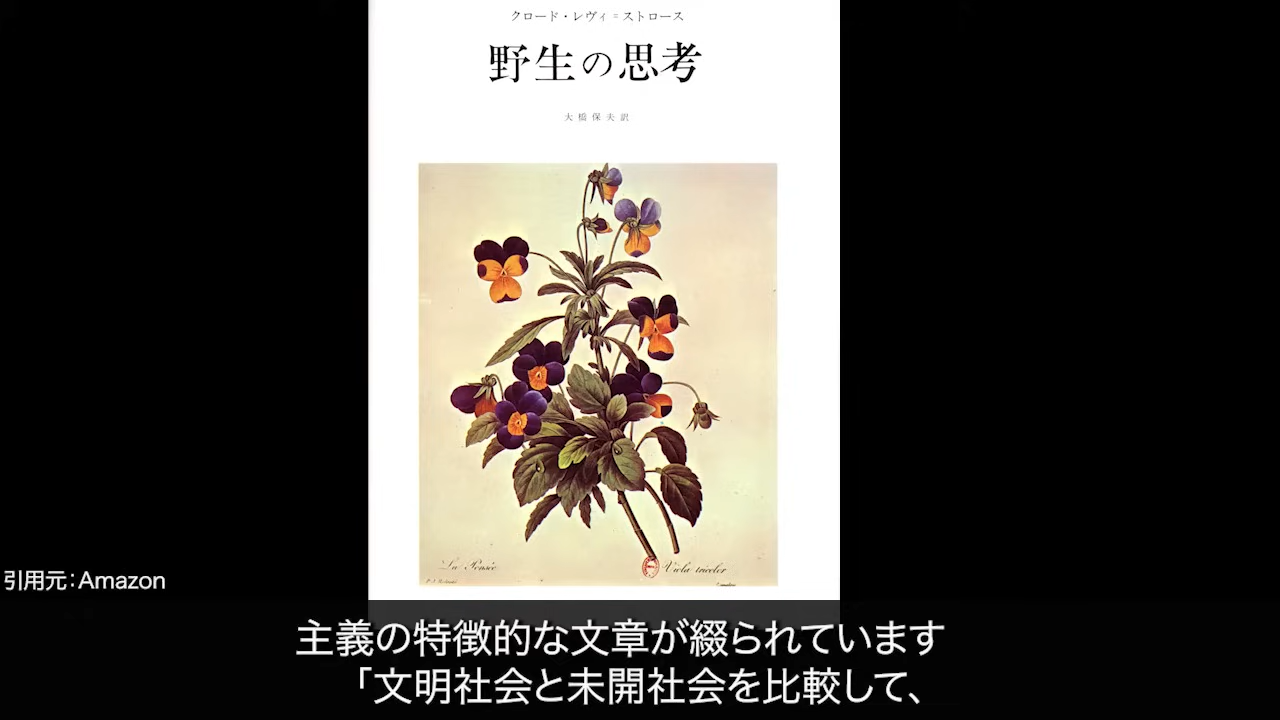 クロード・レヴィ=ストロース
野生の思考
大橋保夫訳
La Pensée
Viola tricolor
引用元：Amazon
主義の特徴的な文章が綴られています
「文明社会と未開社会を比較して、